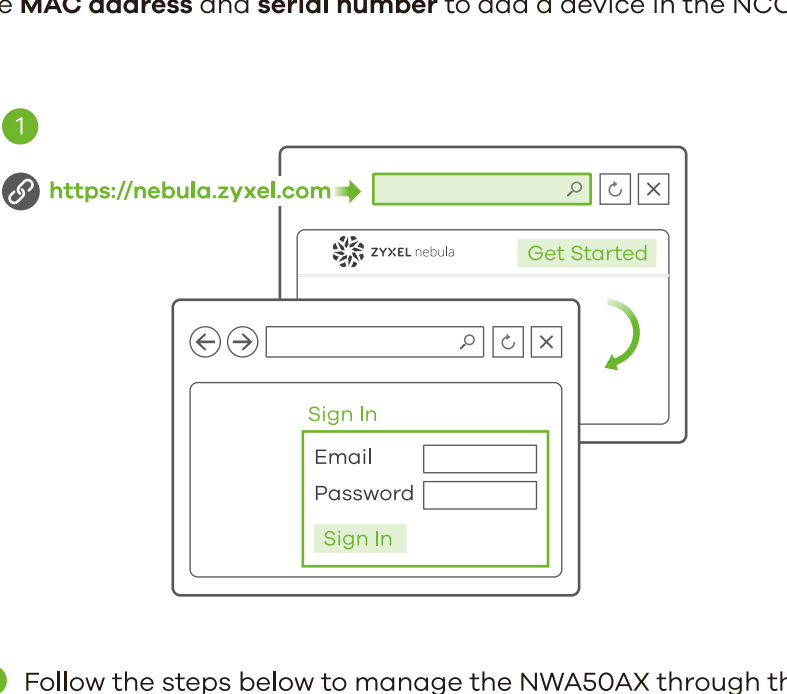 MAC address and serial number to add a device in the NCC
1
https://nebula.zyxel.com
ZYXEL nebula
Get Started
Sign In
Email
Password
Sign In
Follow the steps below to manage the NWA50AX through